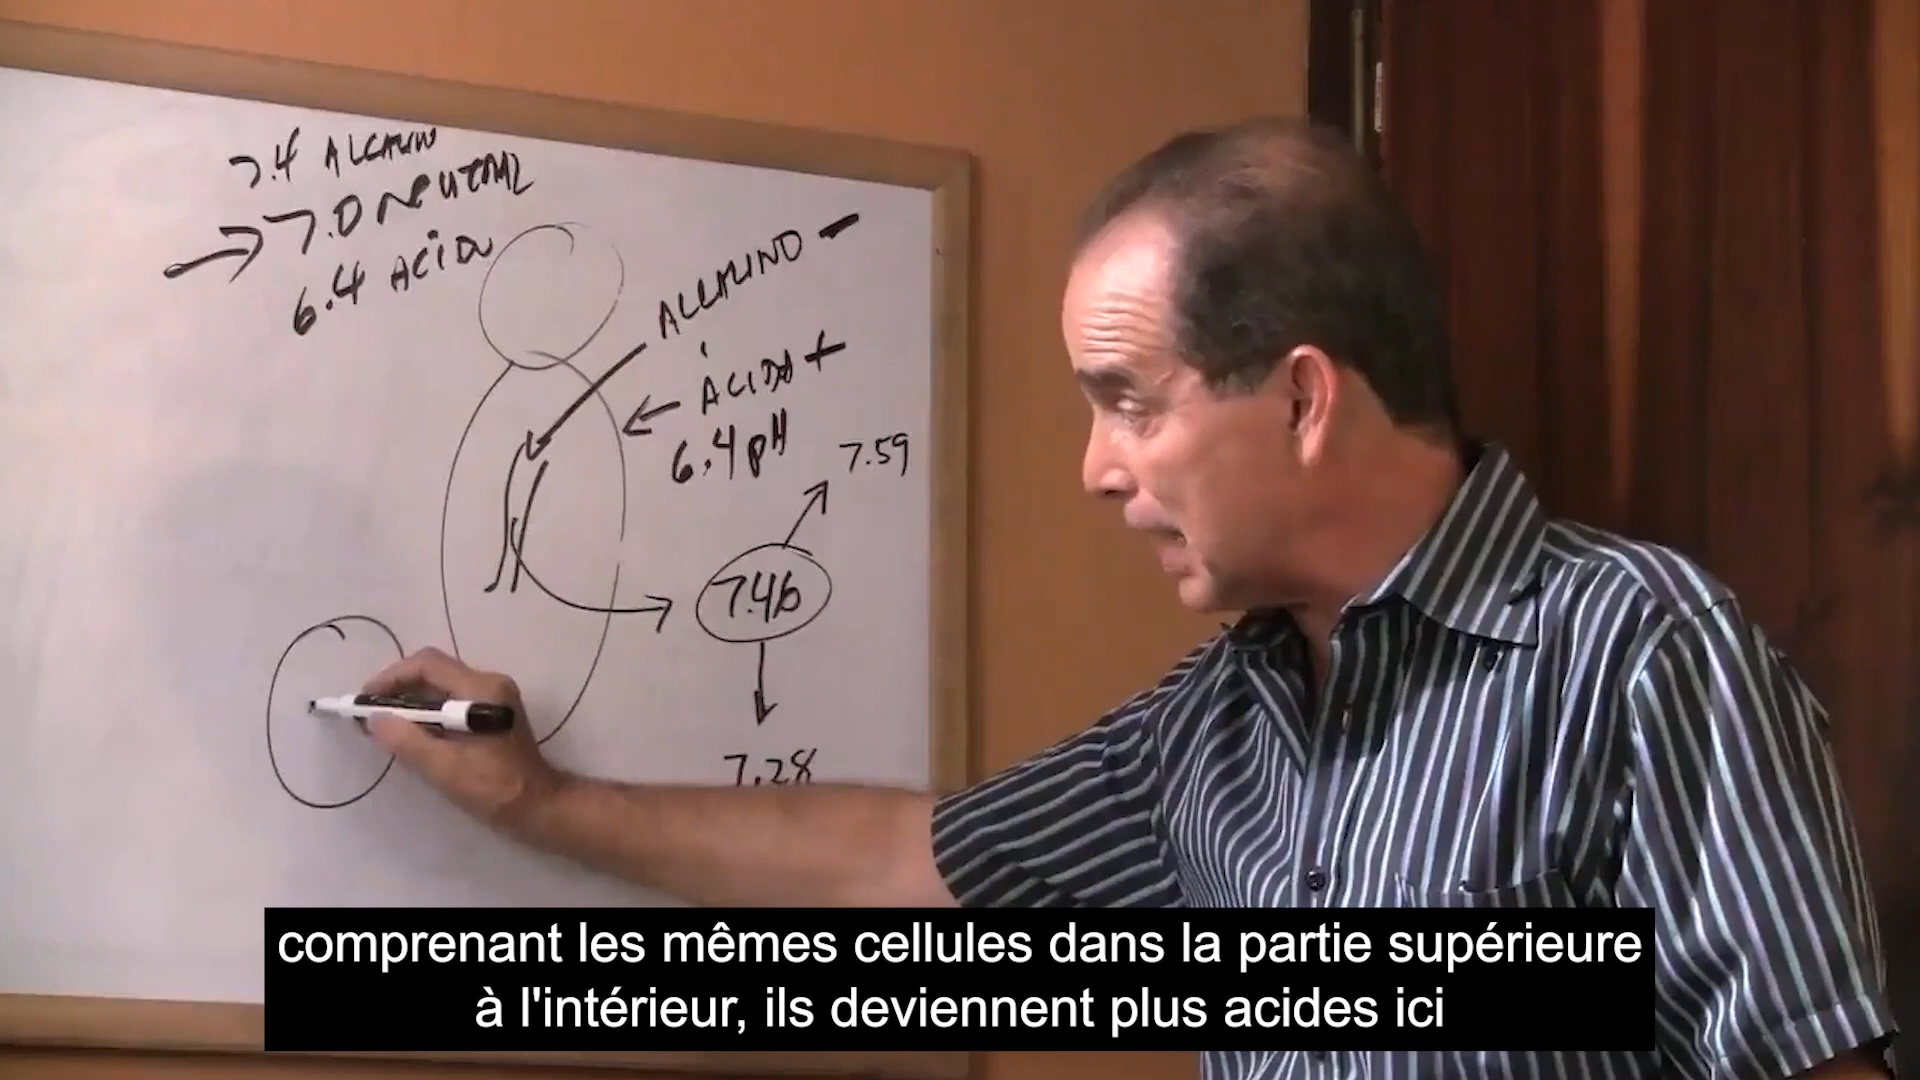 7.4 ALCALIN
7.0 NEUTRAL
6.4 ACIDO
ALCALINO -
ACIDO +
6.4 pH
7.59
7.46
7.28
comprenant les mêmes cellules dans la partie supérieure
à l'intérieur, ils deviennent plus acides ici